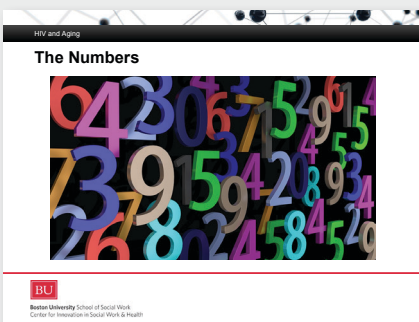 HIV and Aging
The Numbers
BU
Boston University School of Social Work
Center for Innovation in Social Work & Health